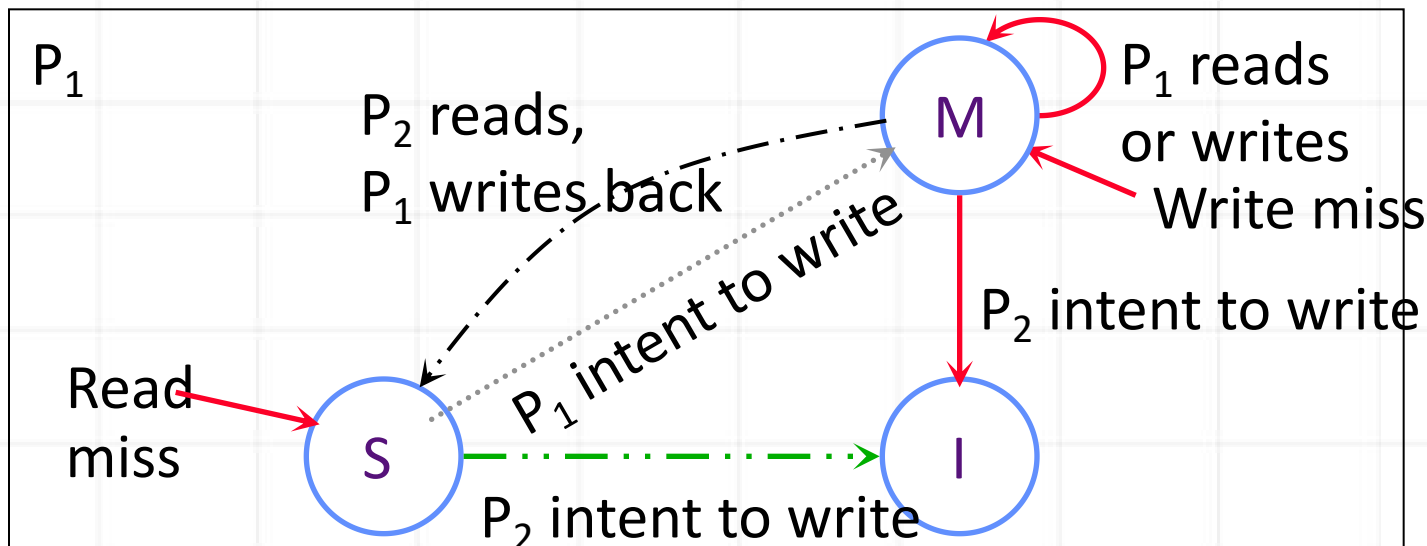 P₁
P₂ reads,
P₁ writes back
M
P₁ reads
or writes
Write miss
P₁ intent to write
P₂ intent to write
Read
miss
S
I
P₂ intent to write